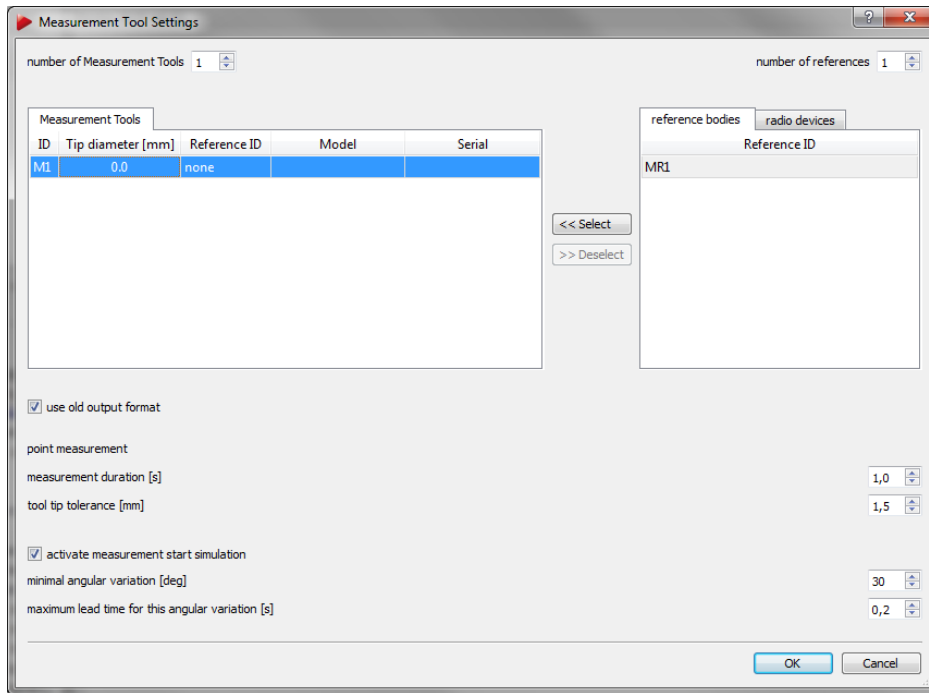 Measurement Tool Settings
number of Measurement Tools 1
number of references 1
Measurement Tools
reference bodies radio devices
ID Tip diameter [mm] Reference ID Model Serial
Reference ID
M1 0.0 none
MR1
<< Select
>> Deselect
use old output format
point measurement
measurement duration [s] 1,0
tool tip tolerance [mm] 1,5
activate measurement start simulation
minimal angular variation [deg] 30
maximum lead time for this angular variation [s] 0,2
OK Cancel